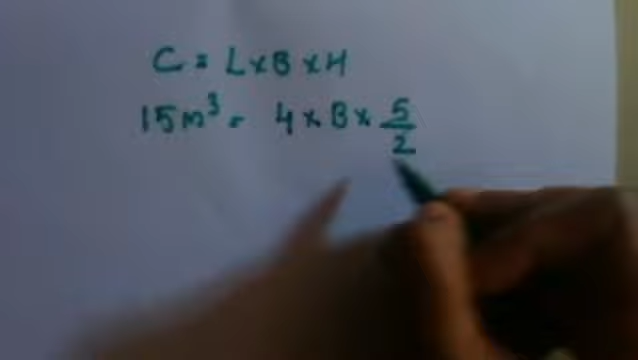 C = L×B×H
15m³ = 4×B×5/2